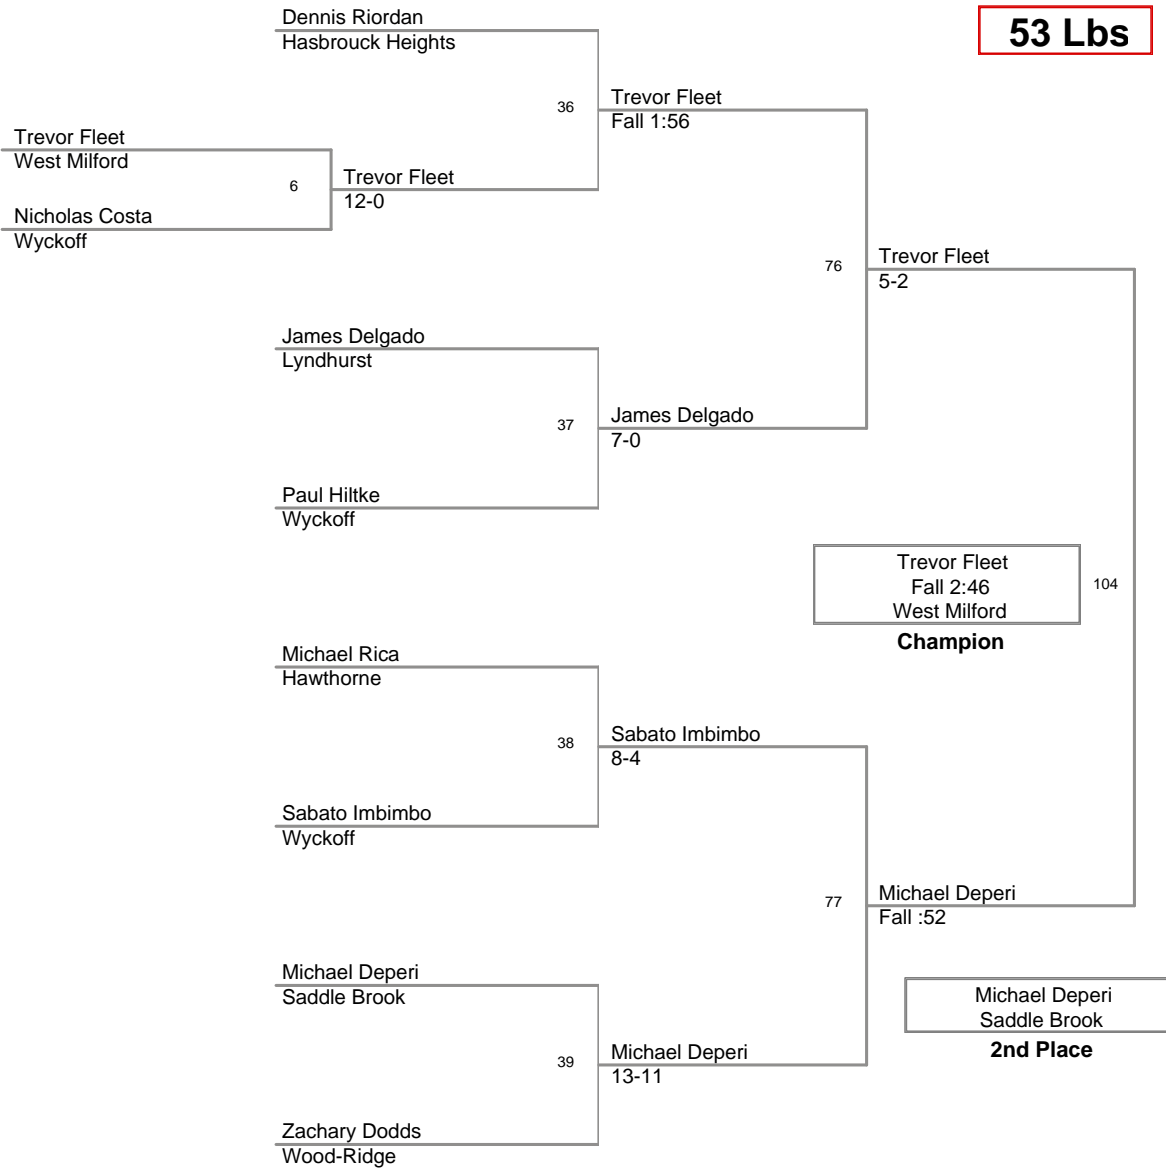 Dennis Riordan
Hasbrouck Heights
53 Lbs
36
Trevor Fleet
Fall 1:56
Trevor Fleet
West Milford
6
Trevor Fleet
12-0
Nicholas Costa
Wyckoff
76
Trevor Fleet
5-2
James Delgado
Lyndhurst
37
James Delgado
7-0
Paul Hiltke
Wyckoff
Trevor Fleet
Fall 2:46
West Milford
104
Champion
Michael Rica
Hawthorne
38
Sabato Imbimbo
8-4
Sabato Imbimbo
Wyckoff
77
Michael Deperi
Fall :52
Michael Deperi
Saddle Brook
Michael Deperi
Saddle Brook
2nd Place
39
Michael Deperi
13-11
Zachary Dodds
Wood-Ridge